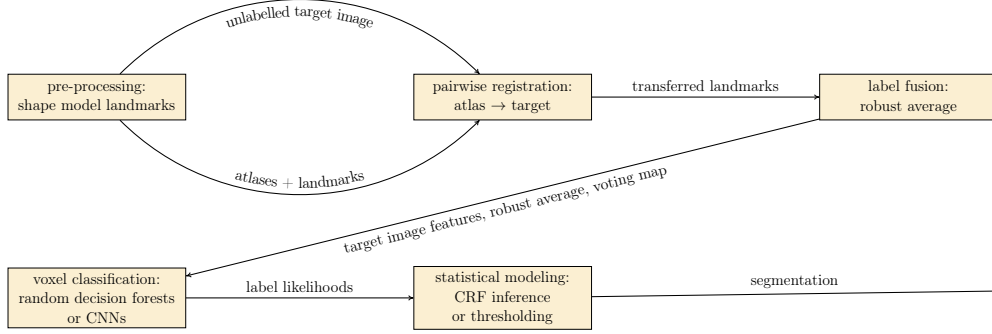 unlabelled target image
pre-processing:
shape model landmarks
pairwise registration:
atlas → target
transferred landmarks
label fusion:
robust average
atlases + landmarks
target image features, robust average, voting map
voxel classification:
random decision forests
or CNNs
label likelihoods
statistical modeling:
CRF inference
or thresholding
segmentation